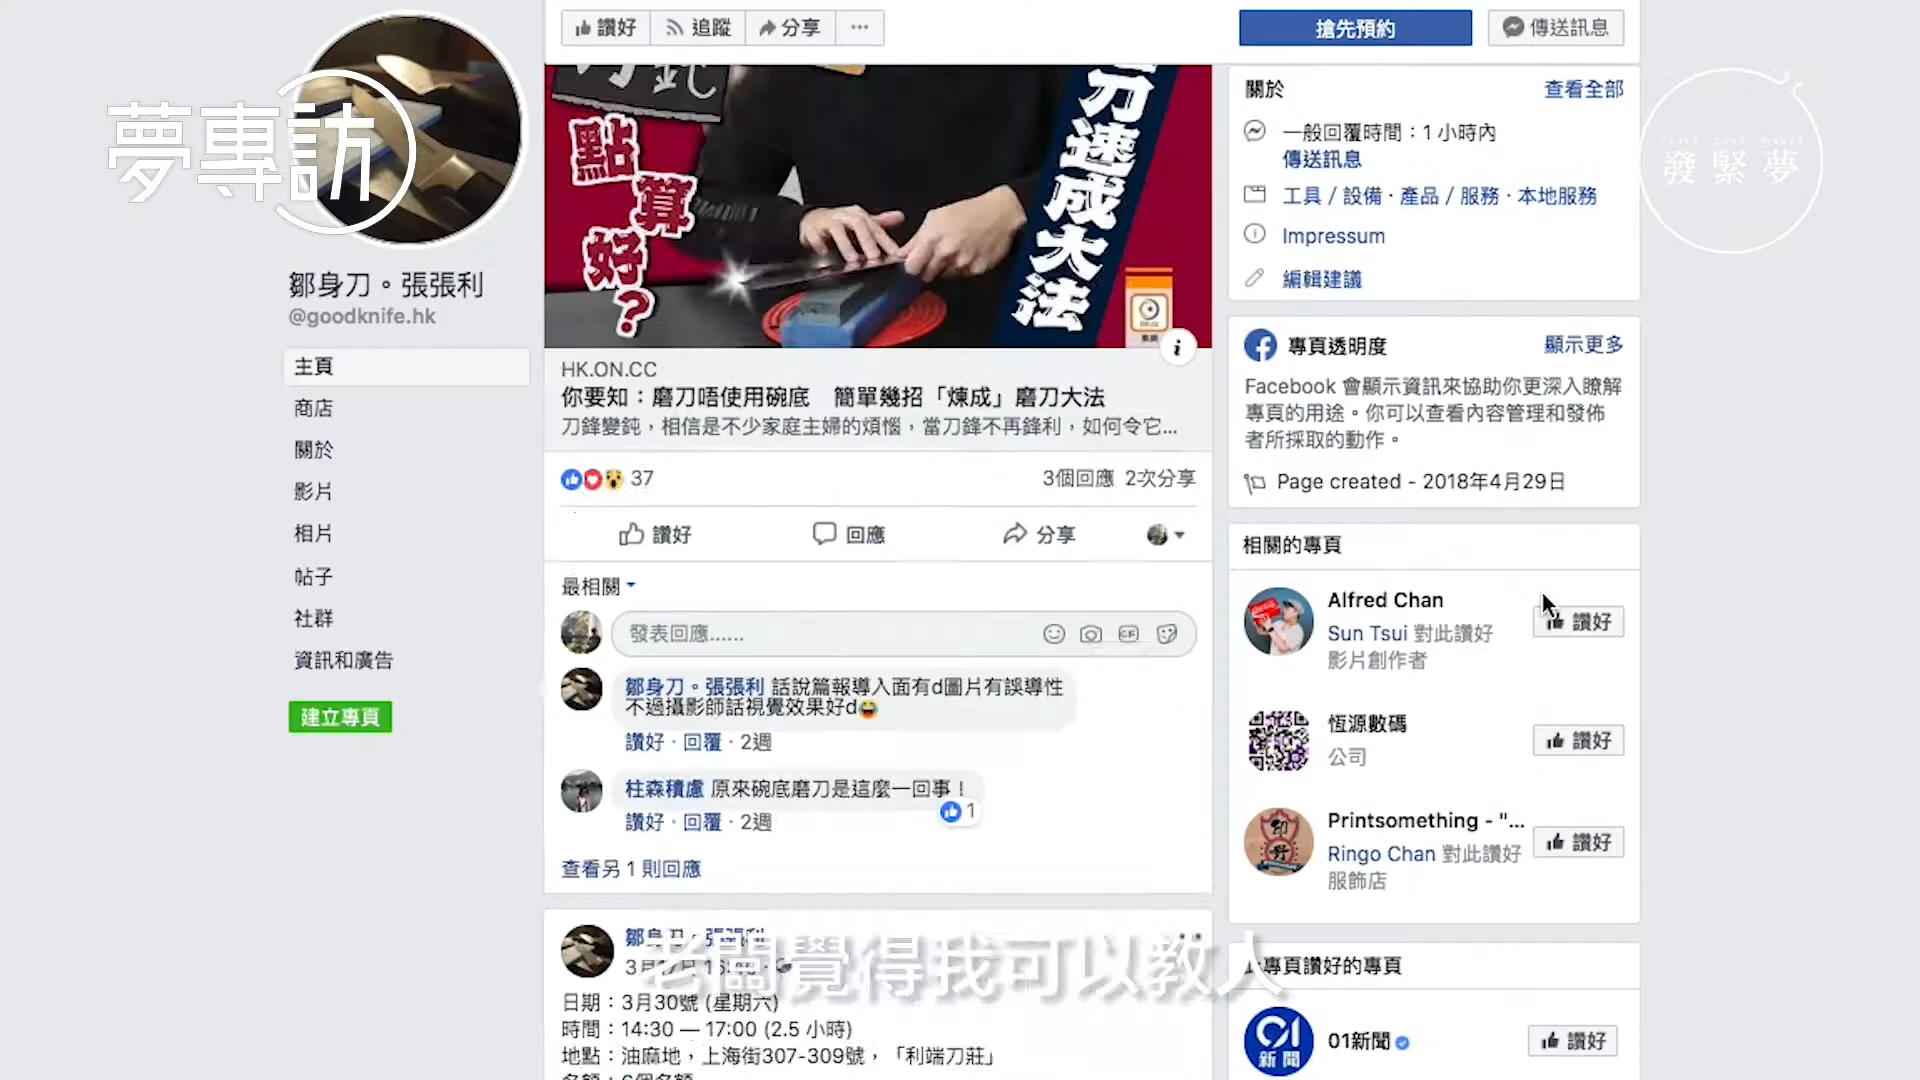 讚好
追蹤
分享
搶先預約
傳送訊息
夢專訪
發緊夢
鄒身刀。張張利
@goodknife.hk
主頁
商店
關於
影片
相片
帖子
社群
資訊和廣告
建立專頁
點算好?
刀速成大法
HK.ON.CC
你要知：磨刀唔使用碗底 簡單幾招「煉成」磨刀大法
刀鋒變鈍，相信是不少家庭主婦的煩惱，當刀鋒不再鋒利，如何令它...
37
3個回應 2次分享
讚好
回應
分享
最相關
發表回應......
GIF
鄒身刀。張張利 話說篇報導入面有d圖片有誤導性
不過攝影師話視覺效果好d😂
讚好 · 回覆 · 2週
柱森積慮 原來碗底磨刀是這麼一回事！
1
讚好 · 回覆 · 2週
查看另 1 則回應
鄒身刀。張張利
老闆覺得我可以教人
日期：3月30號 (星期六)
時間：14:30 — 17:00 (2.5 小時)
地點：油麻地，上海街307-309號，「利端刀莊」
關於
查看全部
一般回覆時間：1 小時內
傳送訊息
工具 / 設備 · 產品 / 服務 · 本地服務
Impressum
編輯建議
專頁透明度
顯示更多
Facebook 會顯示資訊來協助你更深入瞭解
專頁的用途。你可以查看內容管理和發佈
者所採取的動作。
Page created - 2018年4月29日
相關的專頁
Alfred Chan
Sun Tsui 對此讚好
影片創作者
讚好
恆源數碼
公司
讚好
Printsomething - "...
Ringo Chan 對此讚好
服飾店
讚好
印野
專頁讚好的專頁
01新聞
讚好
01
新聞